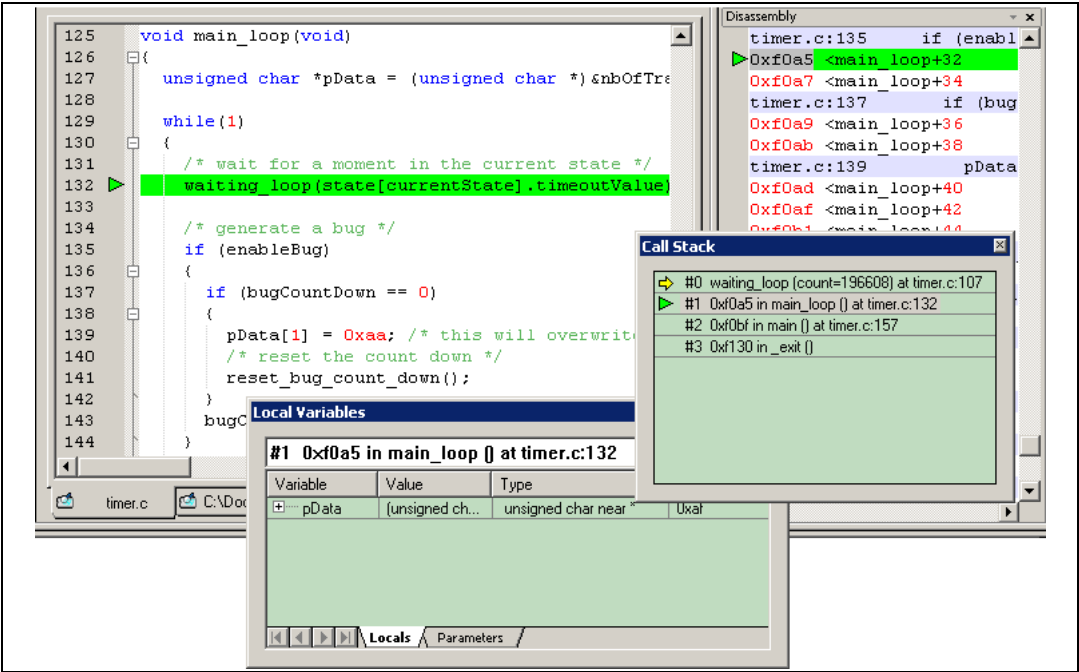 125 void main_loop(void)
126 {
127 unsigned char *pData = (unsigned char *)&nbOfTra
128
129 while(1)
130 {
131 /* wait for a moment in the current state */
132 waiting_loop(state[currentState].timeoutValue)
133
134 /* generate a bug */
135 if (enableBug)
136 {
137 if (bugCountDown == 0)
138 {
139 pData[1] = 0xaa; /* this will overwrit
140 /* reset the count down */
141 reset_bug_count_down();
142 }
143 bugC
144 }
timer.c C:\Doc
Disassembly
timer.c:135 if (enabl
0xf0a5 <main_loop+32
0xf0a7 <main_loop+34
timer.c:137 if (bug
0xf0a9 <main_loop+36
0xf0ab <main_loop+38
timer.c:139 pData
0xf0ad <main_loop+40
0xf0af <main_loop+42
0xf0b1 <main_loop+44
Call Stack
#0 waiting_loop (count=196608) at timer.c:107
#1 0xf0a5 in main_loop () at timer.c:132
#2 0xf0bf in main () at timer.c:157
#3 0xf130 in _exit ()
Local Variables
#1 0xf0a5 in main_loop () at timer.c:132
Variable Value Type
pData (unsigned ch... unsigned char near * 0xaf
Locals Parameters